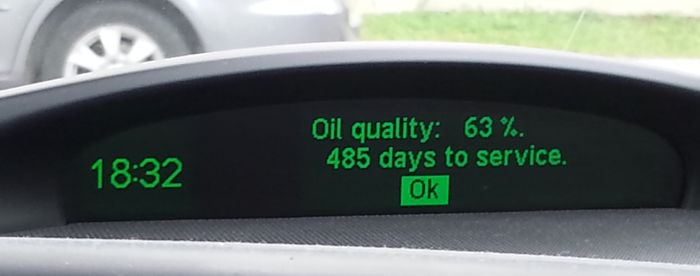 18:32
Oil quality: 63 %.
485 days to service.
Ok